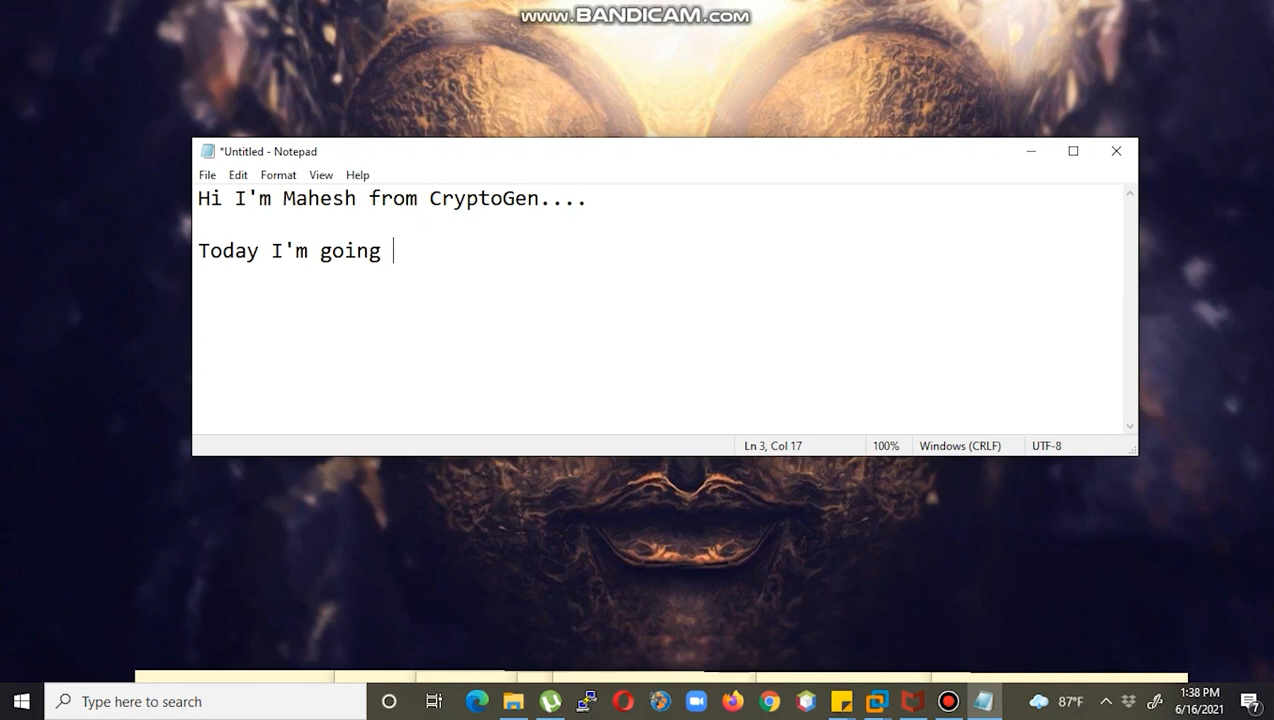 www.BANDICAM.com
*Untitled - Notepad
File Edit Format View Help
Hi I'm Mahesh from CryptoGen....
Today I'm going
Ln 3, Col 17 100% Windows (CRLF) UTF-8
Type here to search
87°F
1:38 PM
6/16/2021
7